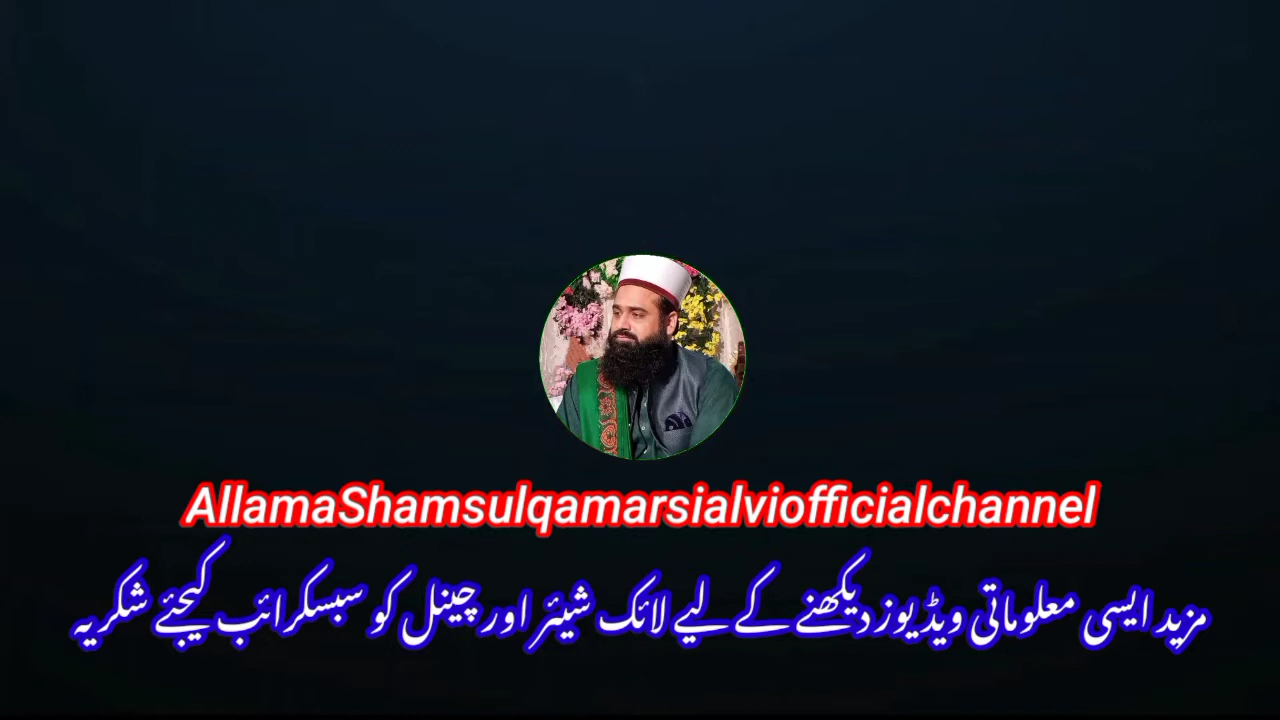 AllamaShamsulqamarsialviofficialchannel
مزید ایسی معلوماتی ویڈیوز دیکھنے کے لیے لائک شیئر اور چینل کو سبسکرائب کیجئے شکریہ